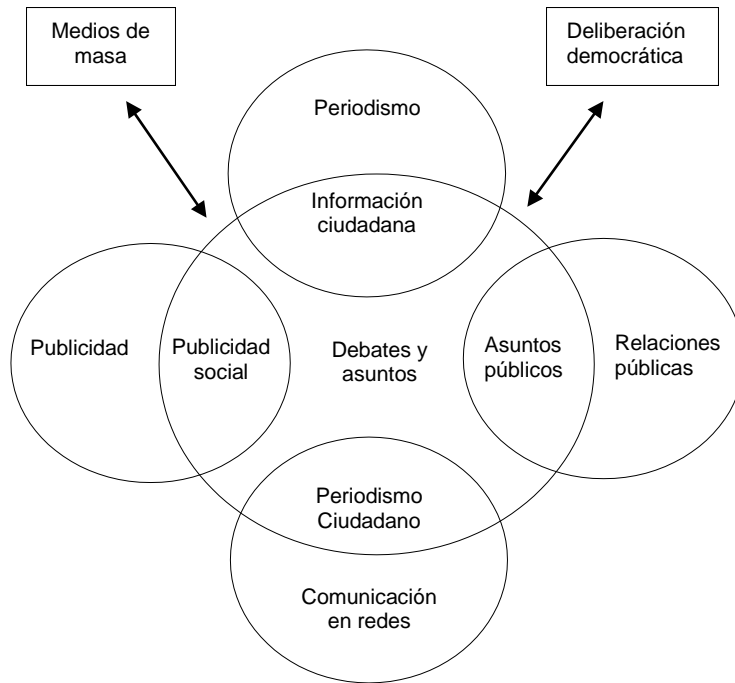 Medios de
masa
Deliberación
democrática
Periodismo
Información
ciudadana
Publicidad
Publicidad
social
Debates y
asuntos
Asuntos
públicos
Relaciones
públicas
Periodismo
Ciudadano
Comunicación
en redes